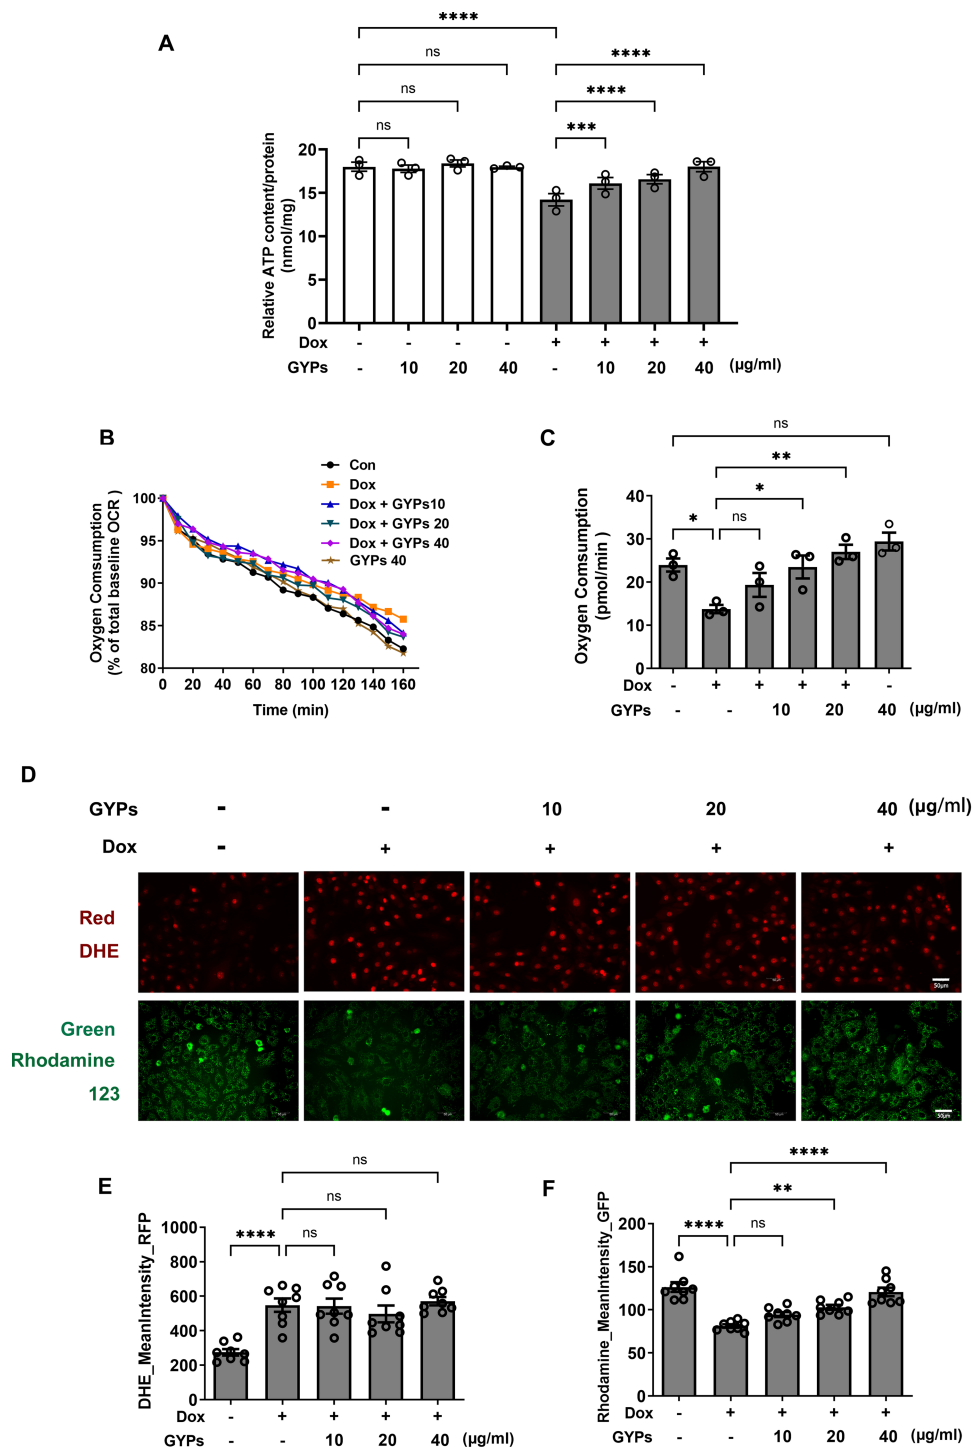 A
****
ns
****
ns
****
ns
***
Relative ATP content/protein
(nmol/mg)
20
15
10
5
0
Dox - - - - + + + +
GYPs - 10 20 40 - 10 20 40 (μg/ml)
B
Con
Dox
Dox + GYPs10
Dox + GYPs 20
Dox + GYPs 40
GYPs 40
Oxygen Comsumption
(% of total baseline OCR )
100
95
90
85
80
0 20 40 60 80 100 120 140 160
Time (min)
C
ns
**
*
* ns
Oxygen Comsumption
(pmol/min )
40
30
20
10
0
Dox - + + + + -
GYPs - - 10 20 40 (μg/ml)
D
GYPs - - 10 20 40 (μg/ml)
Dox - + + + +
Red
DHE
50μm
Green
Rhodamine
123
50μm
E
ns
ns
**** ns
DHE_MeanIntensity_RFP
1000
800
600
400
200
0
Dox - + + + +
GYPs - - 10 20 40 (μg/ml)
F
****
**
**** ns
Rhodamine_MeanIntensity_GFP
200
150
100
50
0
Dox - + + + +
GYPs - - 10 20 40 (μg/ml)